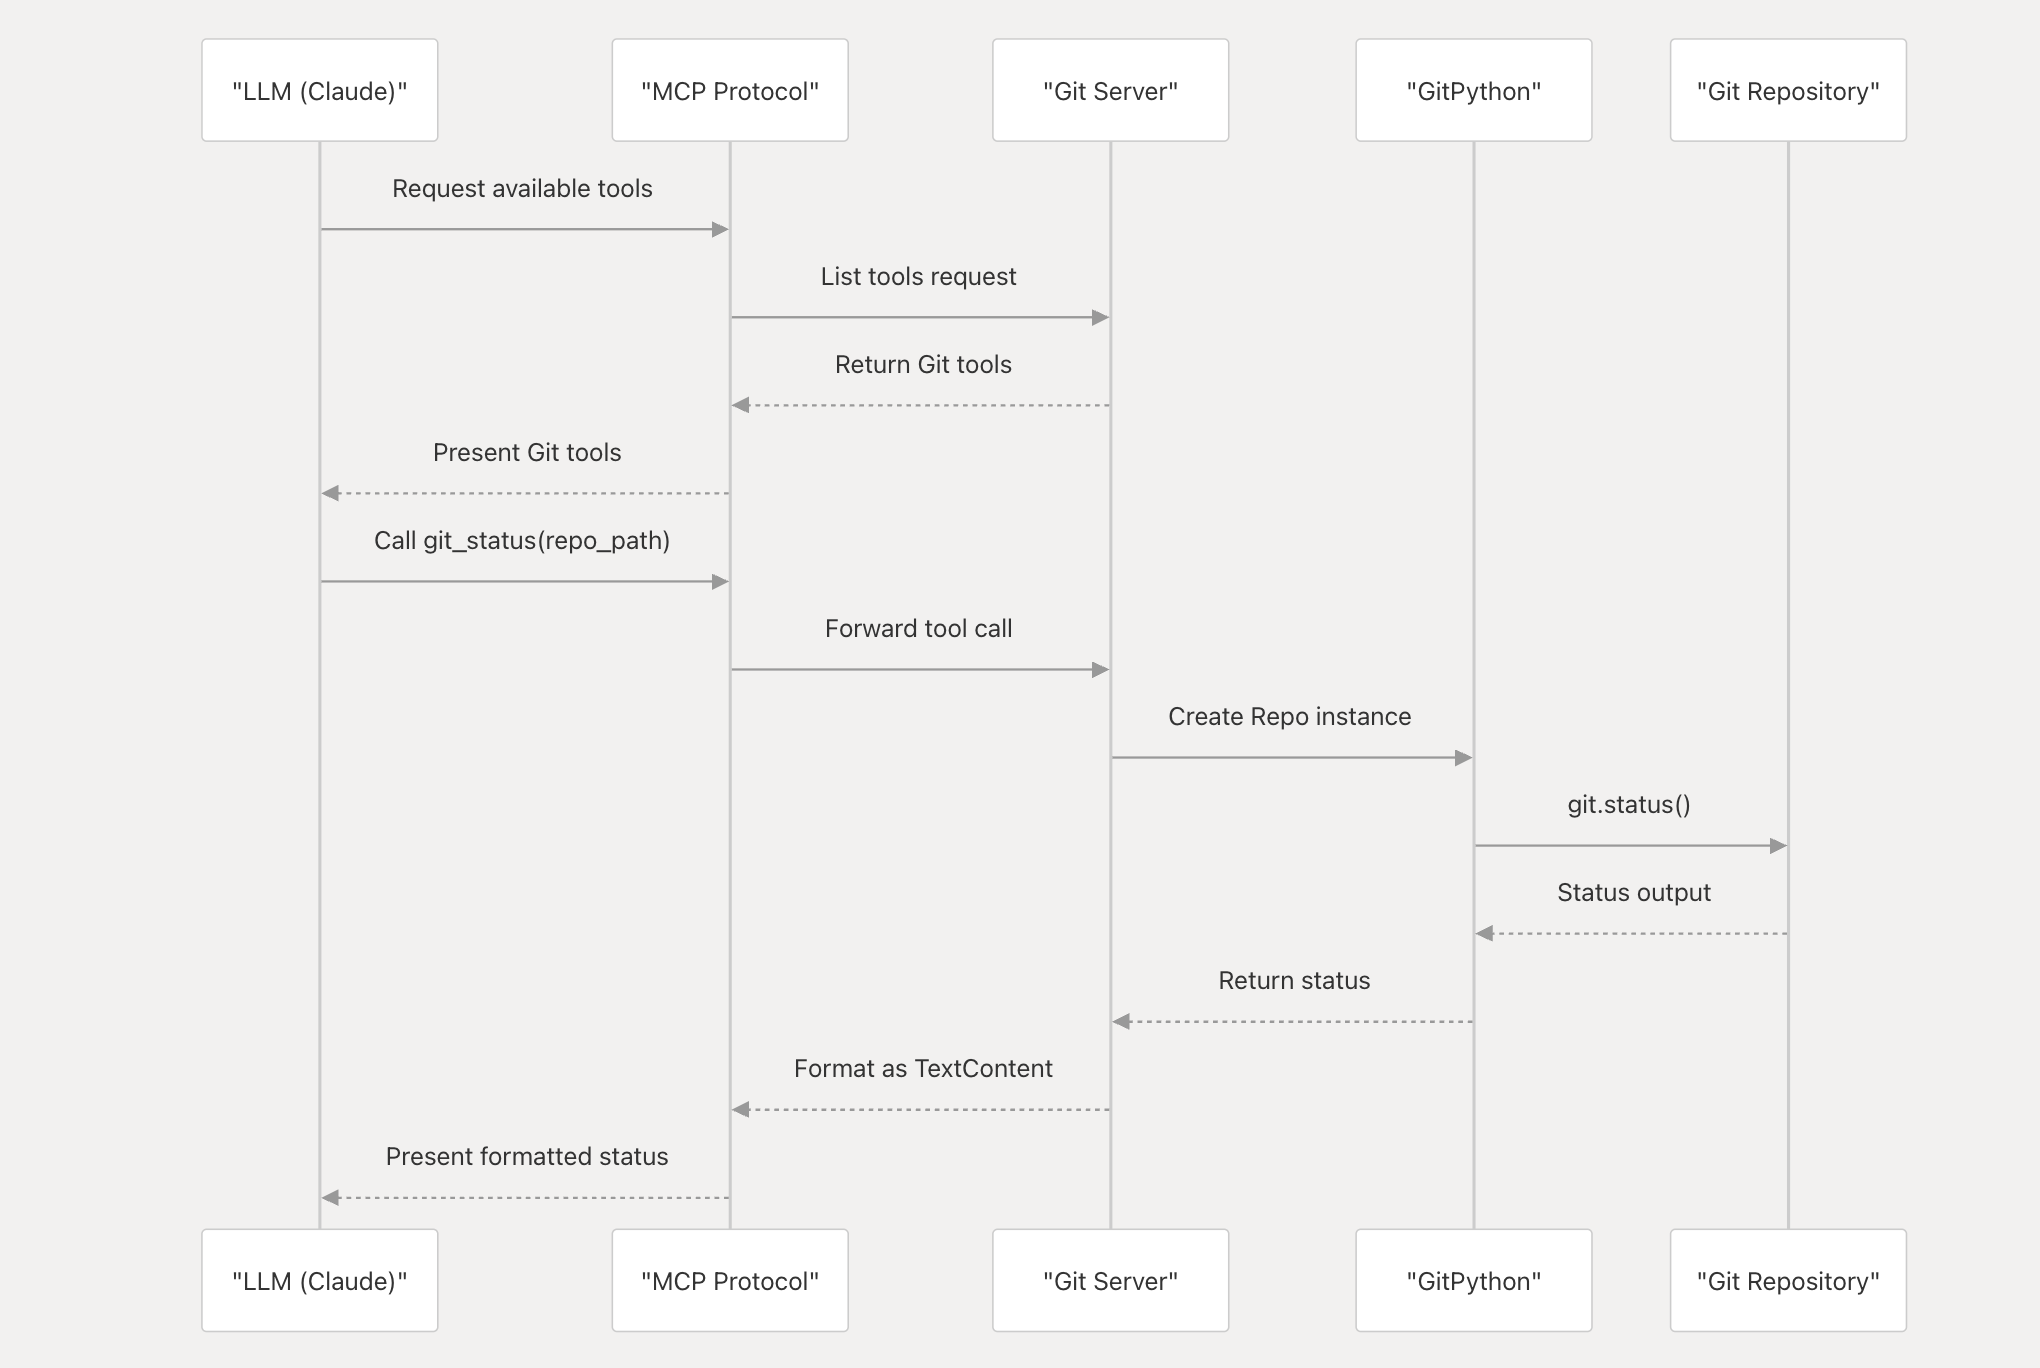 "LLM (Claude)"
"MCP Protocol"
"Git Server"
"GitPython"
"Git Repository"
Request available tools
List tools request
Return Git tools
Present Git tools
Call git_status(repo_path)
Forward tool call
Create Repo instance
git.status()
Status output
Return status
Format as TextContent
Present formatted status
"LLM (Claude)"
"MCP Protocol"
"Git Server"
"GitPython"
"Git Repository"